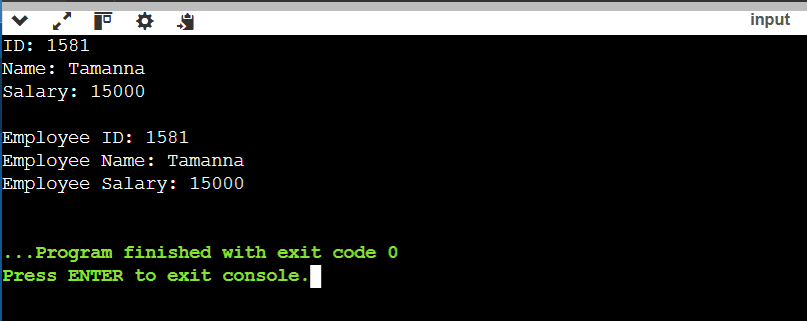 input
ID: 1581
Name: Tamanna
Salary: 15000
Employee ID: 1581
Employee Name: Tamanna
Employee Salary: 15000
...Program finished with exit code 0
Press ENTER to exit console.